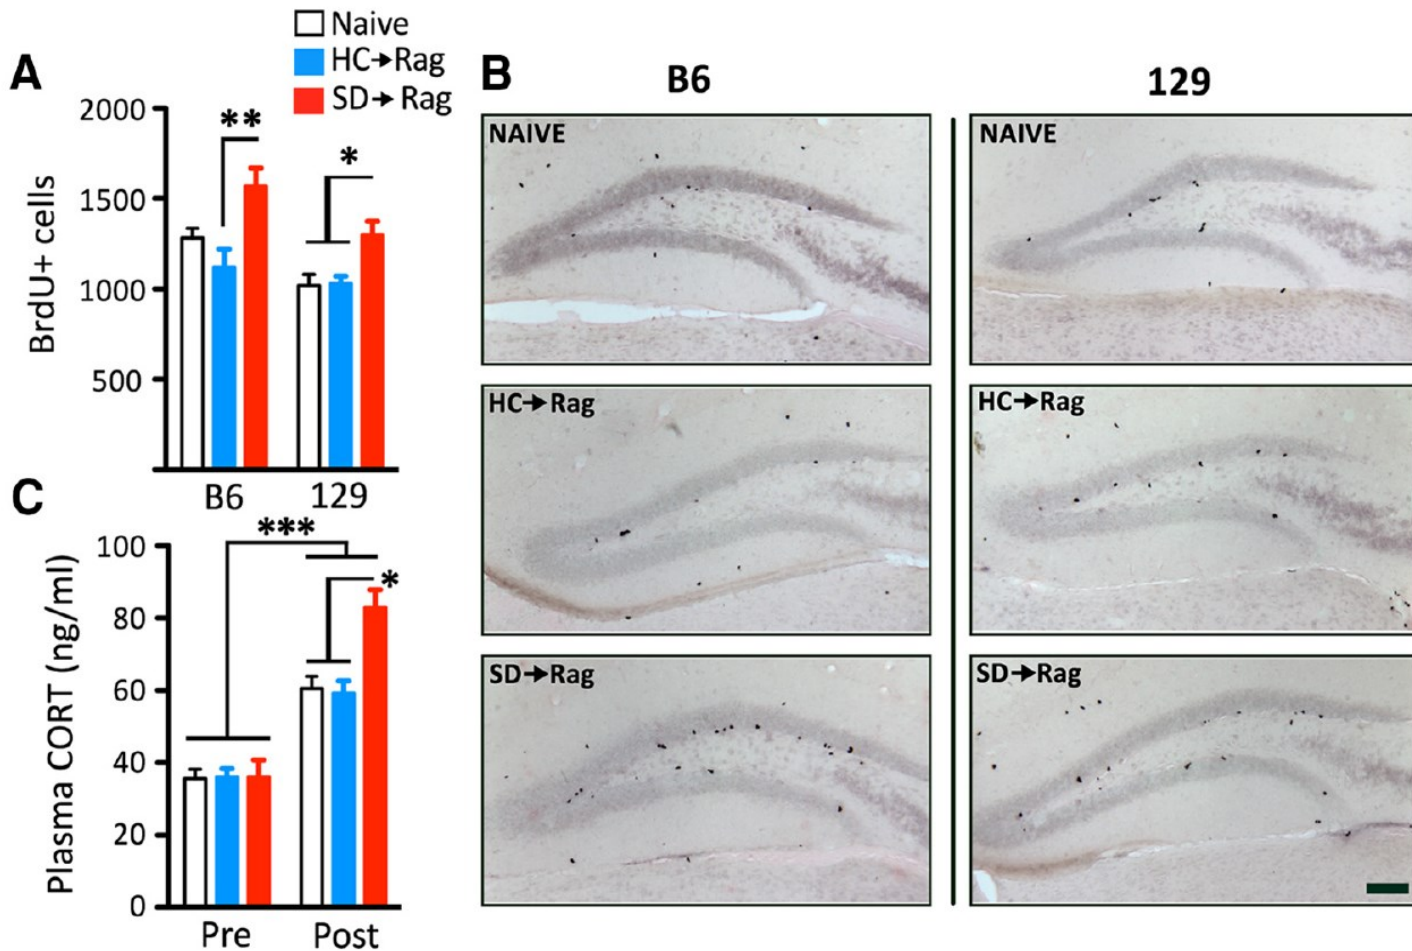 Naive
HC→Rag
SD→Rag
A
2000
1500
1000
500
BrdU+ cells
**
*
B6
129
B
B6
129
NAIVE
NAIVE
HC→Rag
HC→Rag
SD→Rag
SD→Rag
C
100
80
60
40
20
0
Plasma CORT (ng/ml)
***
*
Pre
Post